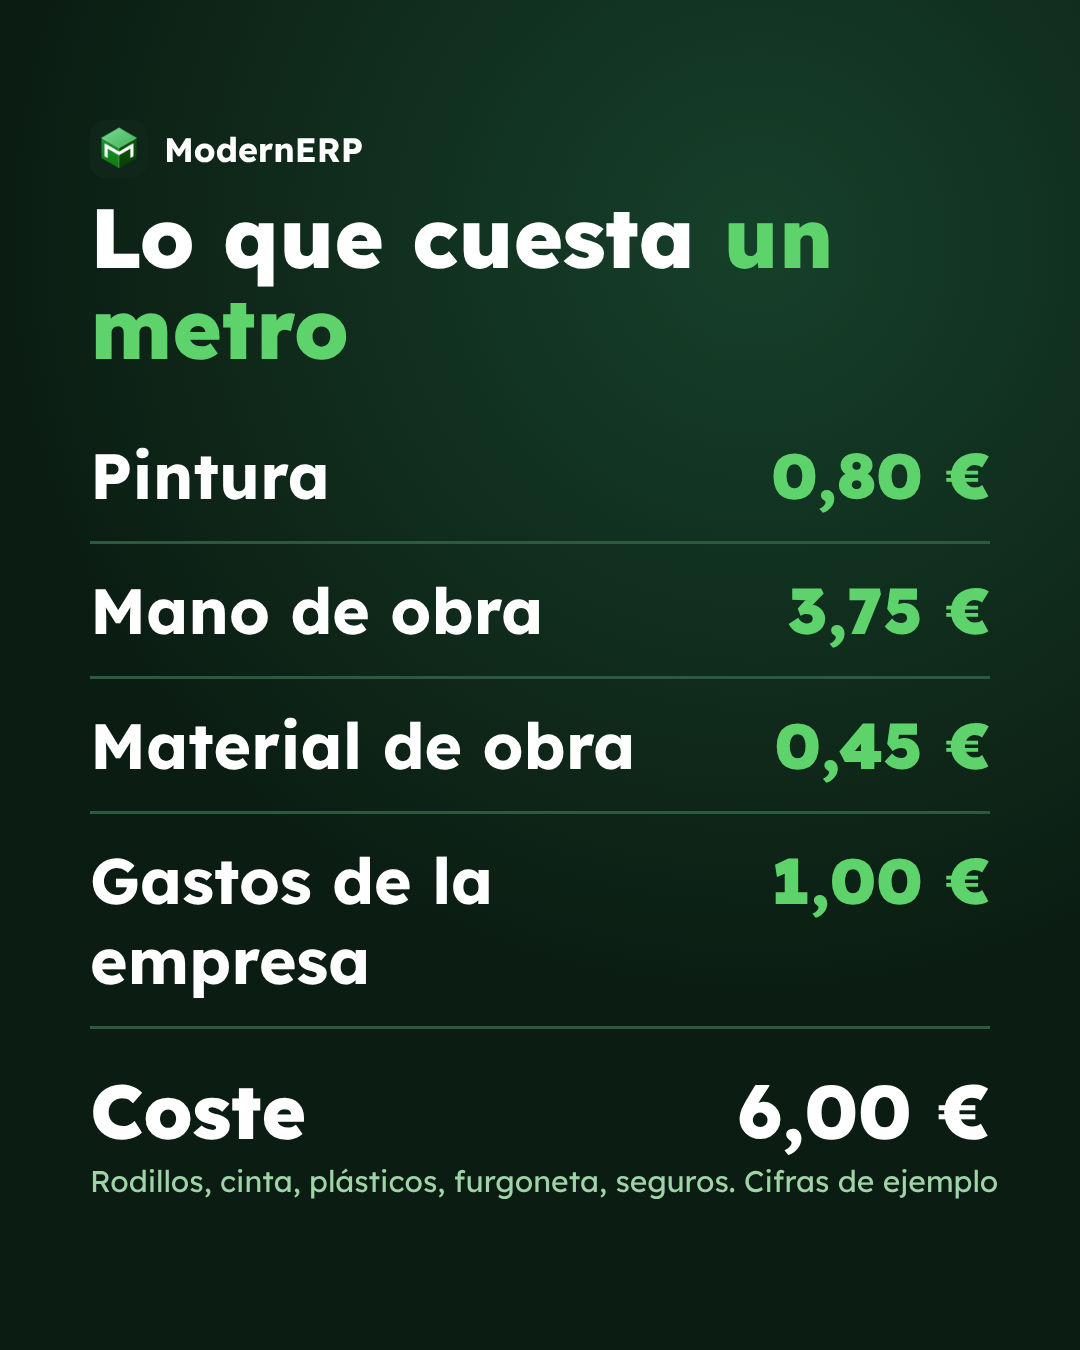 ModernERP
Lo que cuesta un
metro
Pintura 0,80 €
Mano de obra 3,75 €
Material de obra 0,45 €
Gastos de la 1,00 €
empresa
Coste 6,00 €
Rodillos, cinta, plásticos, furgoneta, seguros. Cifras de ejemplo